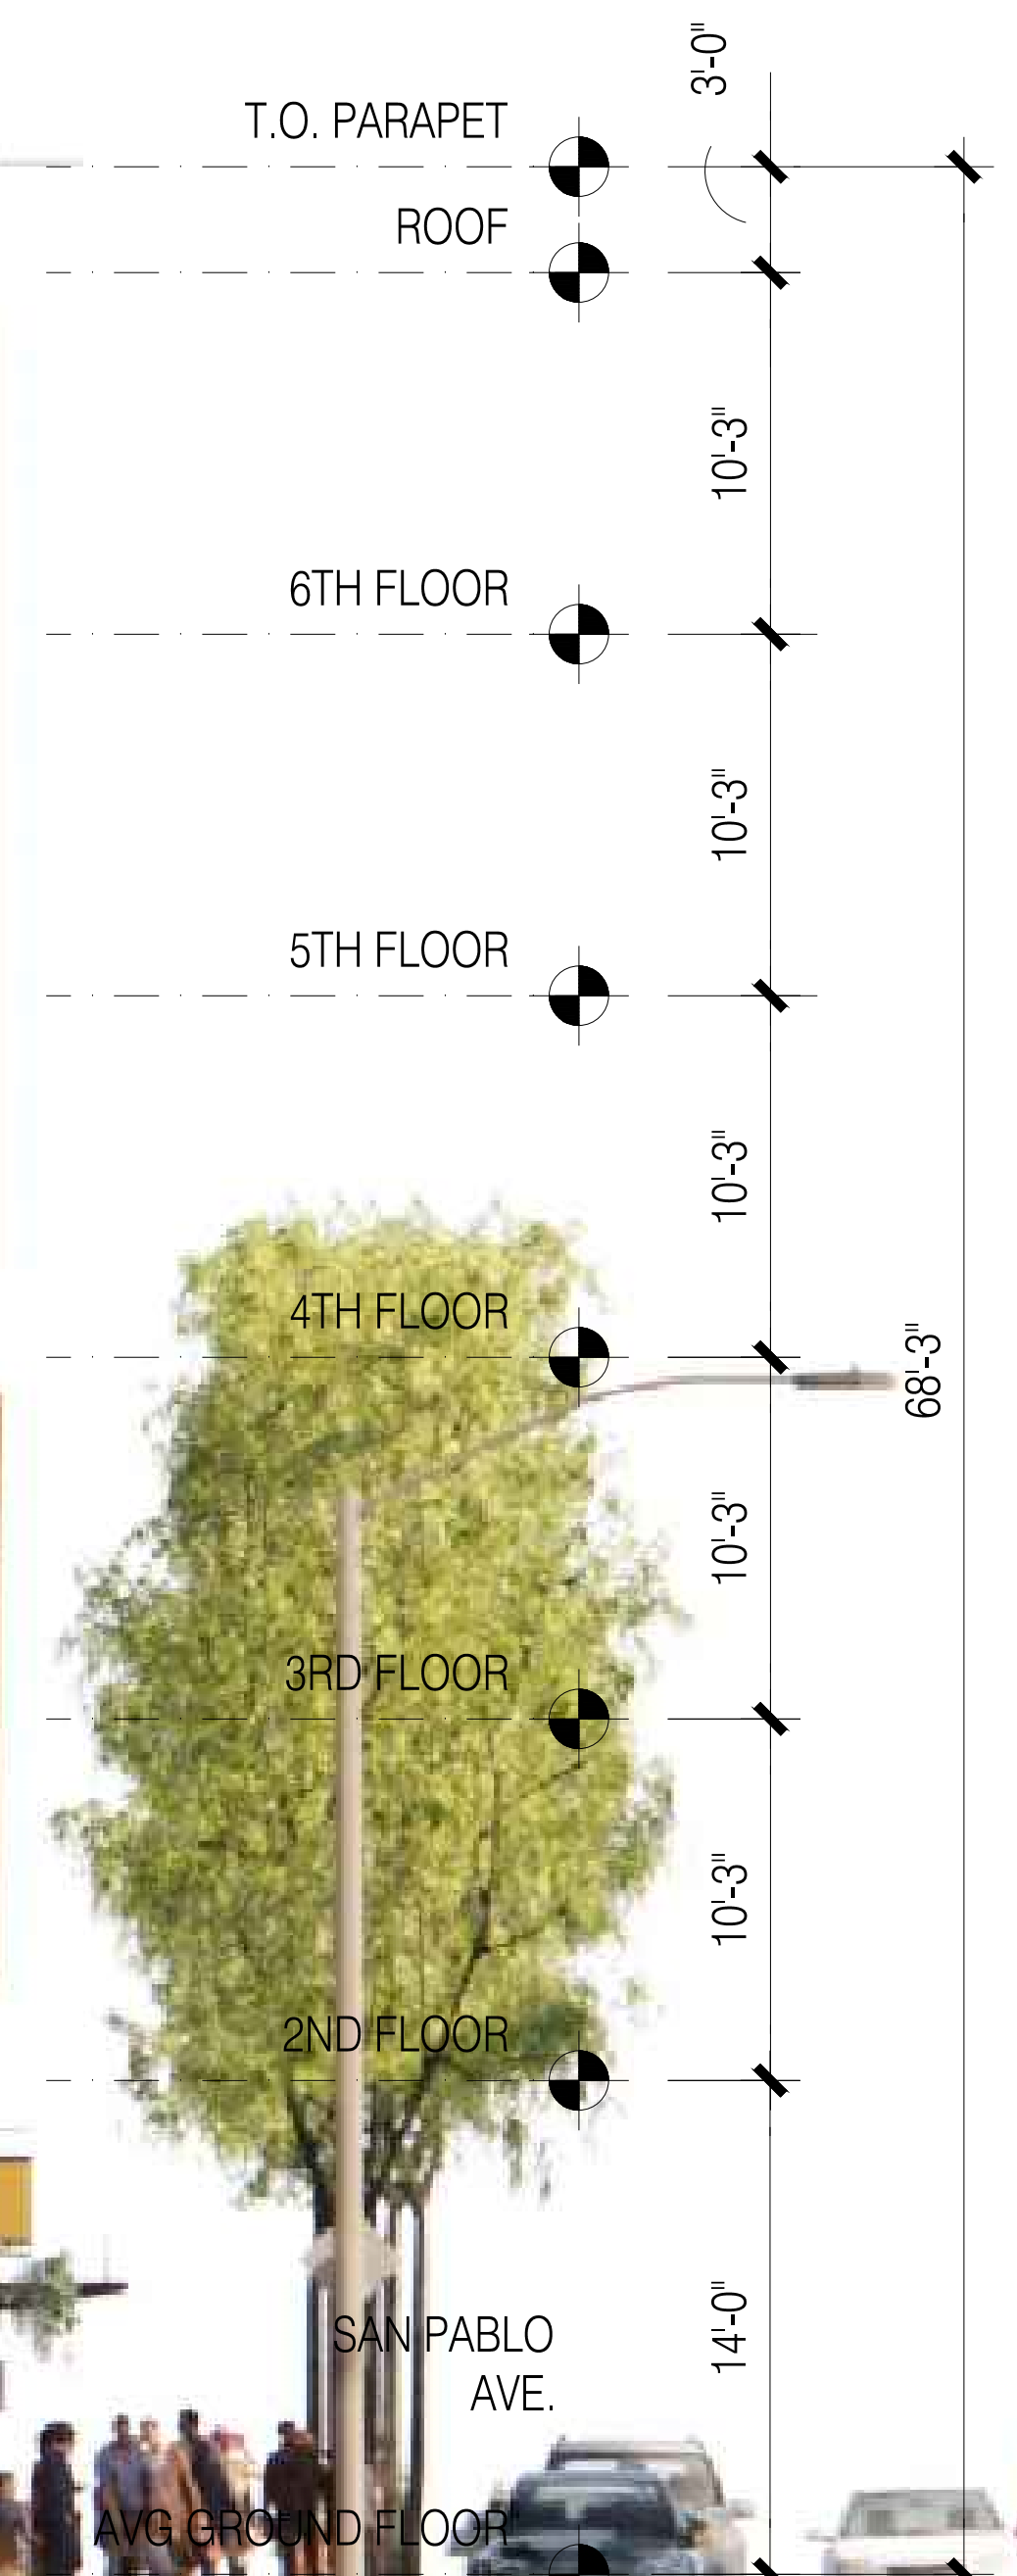 3'-0"
T.O. PARAPET
ROOF
10'-3"
6TH FLOOR
10'-3"
5TH FLOOR
10'-3"
4TH FLOOR
68'-3"
10'-3"
3RD FLOOR
10'-3"
2ND FLOOR
14'-0"
SAN PABLO
AVE.
AVG GROUND FLOOR"